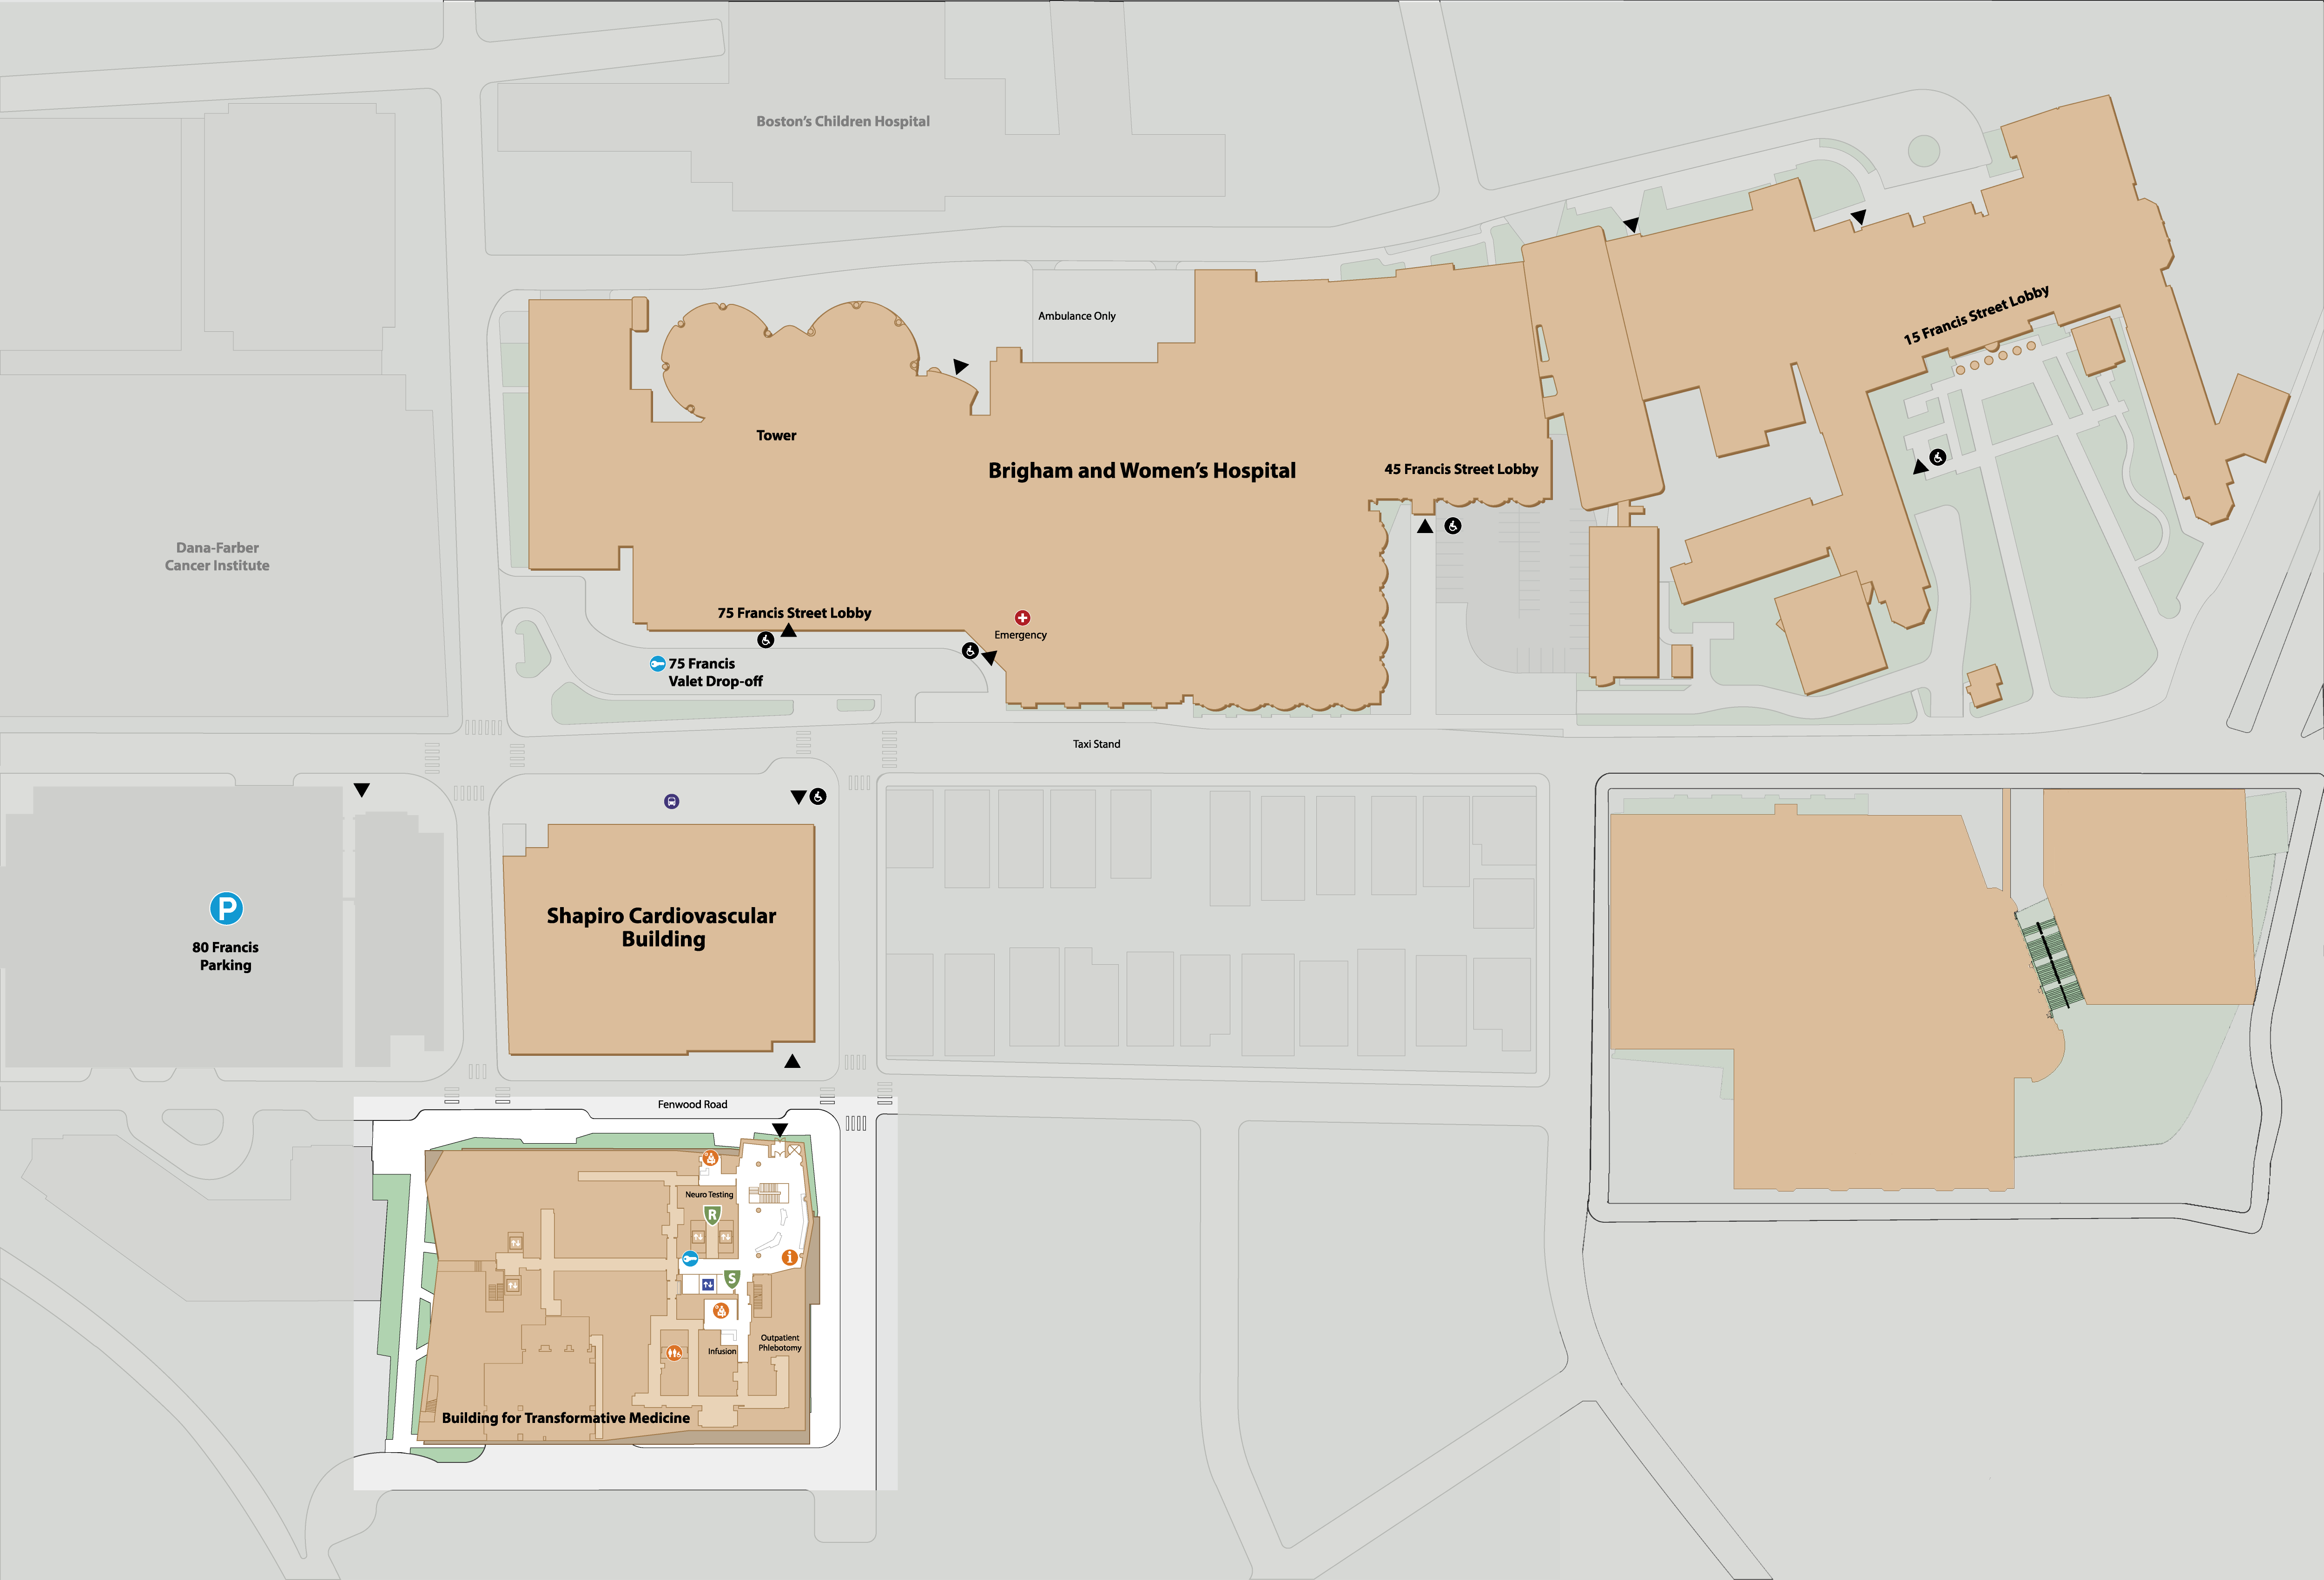 Boston's Children Hospital
Ambulance Only
15 Francis Street Lobby
Tower
Brigham and Women's Hospital
45 Francis Street Lobby
Dana-Farber
Cancer Institute
75 Francis Street Lobby
Emergency
75 Francis
Valet Drop-off
Taxi Stand
P
80 Francis
Parking
Shapiro Cardiovascular
Building
Fenwood Road
Neuro Testing
R
i
S
Outpatient
Phlebotomy
Infusion
Building for Transformative Medicine